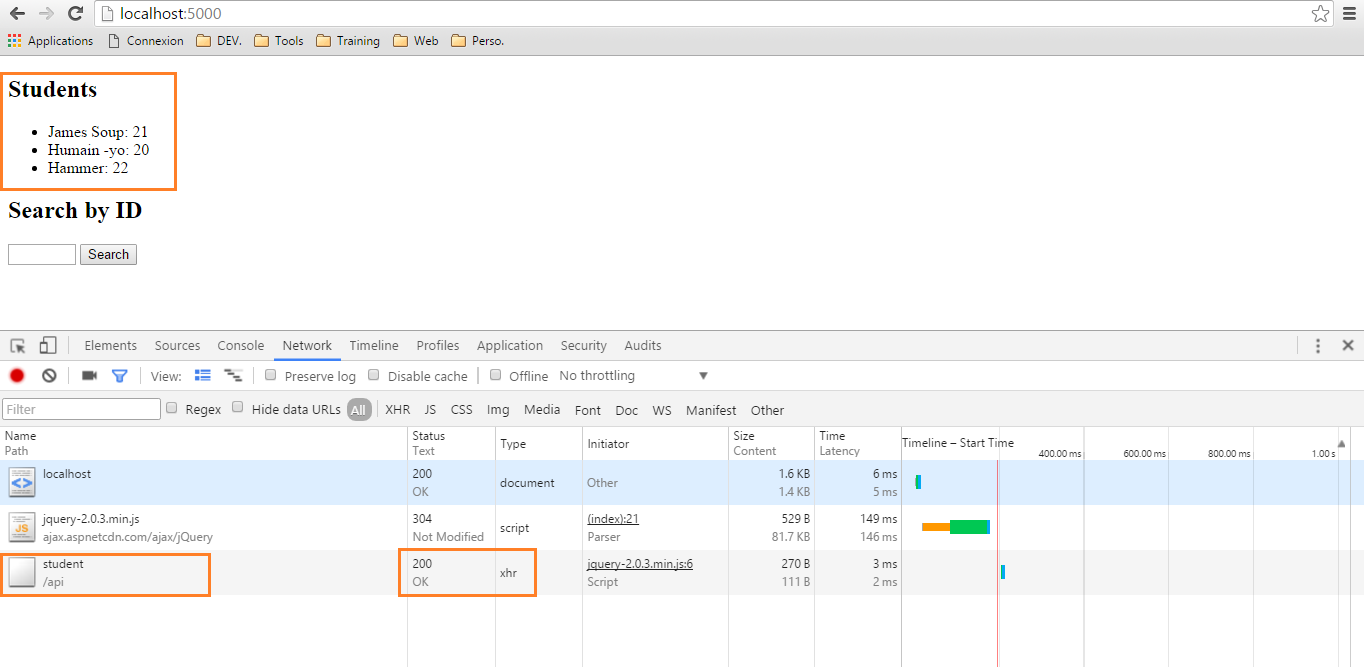 localhost:5000
Applications Connexion DEV. Tools Training Web Perso.
Students
James Soup: 21
Humain -yo: 20
Hammer: 22
Search by ID
Search
Elements Sources Console Network Timeline Profiles Application Security Audits
View: Preserve log Disable cache Offline No throttling
Filter Regex Hide data URLs All XHR JS CSS Img Media Font Doc WS Manifest Other
Name Status Type Initiator Size Time Timeline – Start Time
Path Text Content Latency 400.00 ms 600.00 ms 800.00 ms 1.00 s
localhost 200 document Other 1.6 KB 6 ms
OK 1.4 KB 5 ms
jquery-2.0.3.min.js 304 script (index):21 529 B 149 ms
ajax.aspnetcdn.com/ajax/jQuery Not Modified Parser 81.7 KB 146 ms
student 200 xhr jquery-2.0.3.min.js:6 270 B 3 ms
/api OK Script 111 B 2 ms